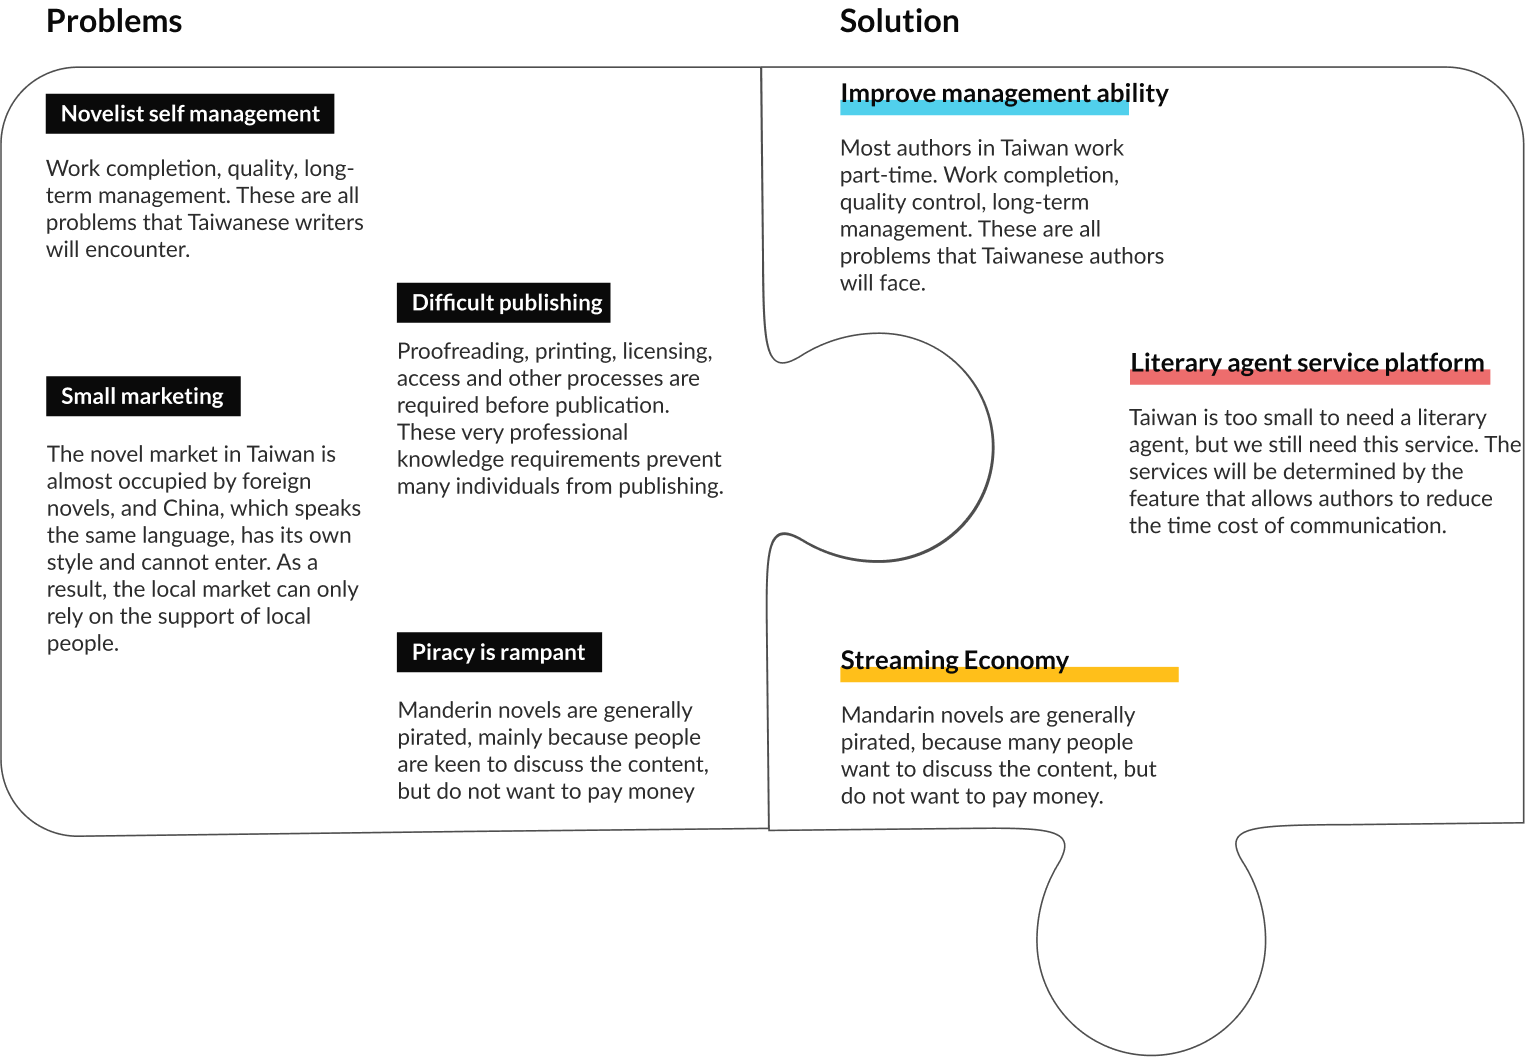 Problems
Novelist self management
Work completion, quality, long-
term management. These are all
problems that Taiwanese writers
will encounter.
Difficult publishing
Proofreading, printing, licensing,
access and other processes are
required before publication.
These very professional
knowledge requirements prevent
many individuals from publishing.
Small marketing
The novel market in Taiwan is
almost occupied by foreign
novels, and China, which speaks
the same language, has its own
style and cannot enter. As a
result, the local market can only
rely on the support of local
people.
Piracy is rampant
Manderin novels are generally
pirated, mainly because people
are keen to discuss the content,
but do not want to pay money
Solution
Improve management ability
Most authors in Taiwan work
part-time. Work completion,
quality control, long-term
management. These are all
problems that Taiwanese authors
will face.
Literary agent service platform
Taiwan is too small to need a literary
agent, but we still need this service. The
services will be determined by the
feature that allows authors to reduce
the time cost of communication.
Streaming Economy
Mandarin novels are generally
pirated, because many people
want to discuss the content, but
do not want to pay money.